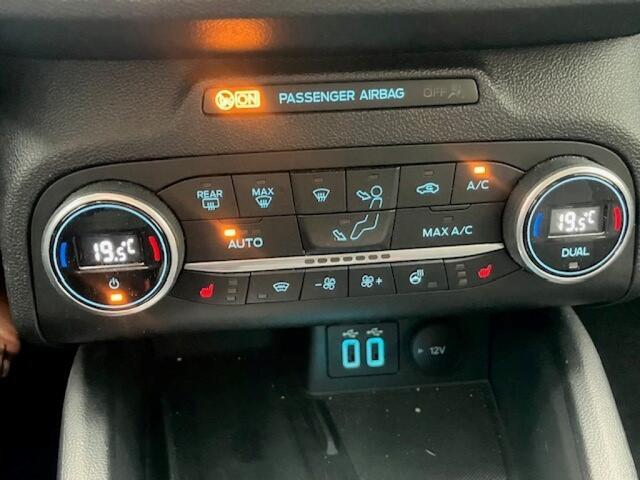 ON PASSENGER AIRBAG OFF
REAR MAX A/C
AUTO MAX A/C
19.5°C 19.5°C
DUAL
- +
12V